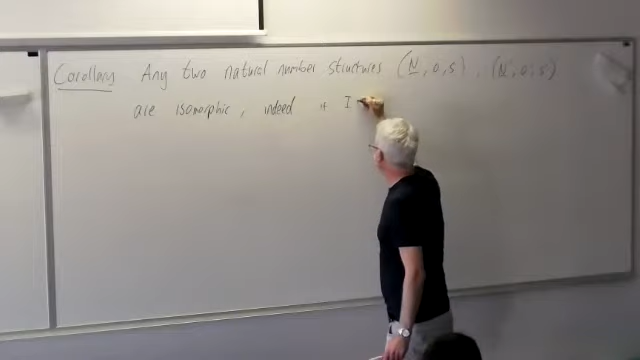 Corollary Any two natural number structures (N, 0, s), (N', 0', s')
are isomorphic, indeed + I